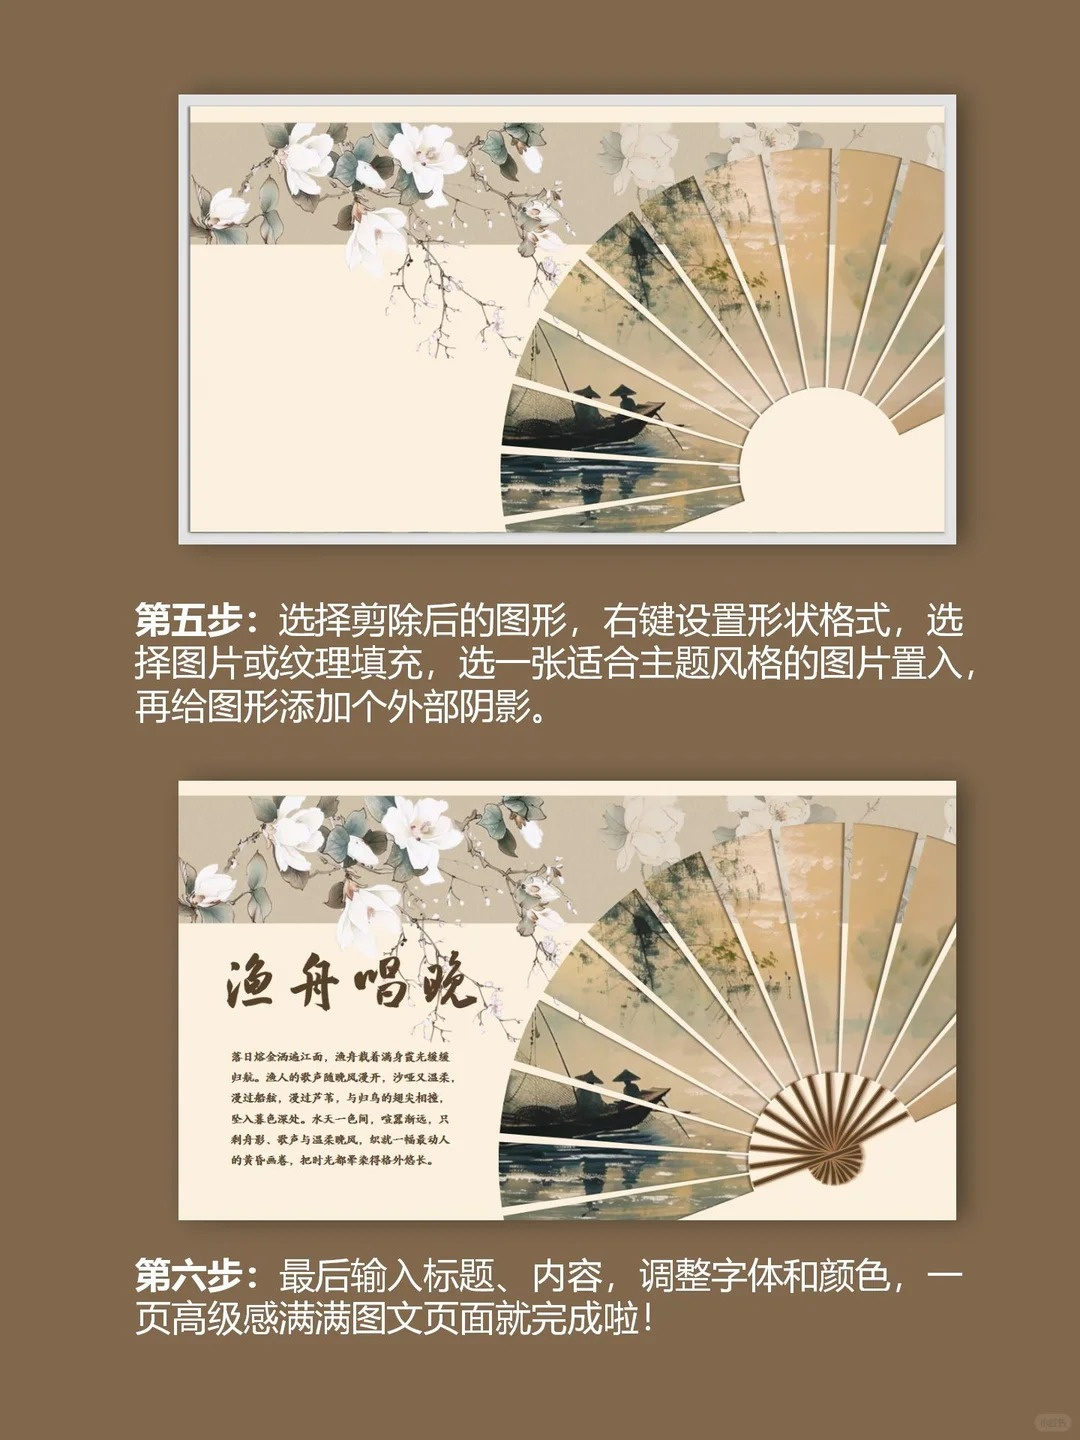 第五步：选择剪除后的图形，右键设置形状格式，选
择图片或纹理填充，选一张适合主题风格的图片置入，
再给图形添加个外部阴影。
渔舟唱晚
落日熔金洒遍江面，渔舟载着满身霞光缓缓
归航。渔人的歌声随晚风漫开，沙哑又温柔，
漫过船舷，漫过芦苇，与归鸟的翅尖相撞，
坠入暮色深处。水天一色间，喧嚣渐远，只
剩舟影、歌声与温柔晚风，织就一幅最动人
的黄昏画卷，把时光都晕染得格外悠长。
第六步：最后输入标题、内容，调整字体和颜色，一
页高级感满满图文页面就完成啦！
小红书